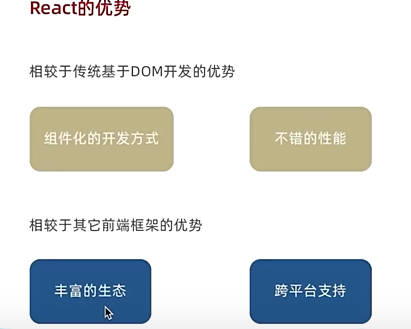 React的优势
相较于传统基于DOM开发的优势
组件化的开发方式
不错的性能
相较于其它前端框架的优势
丰富的生态
跨平台支持